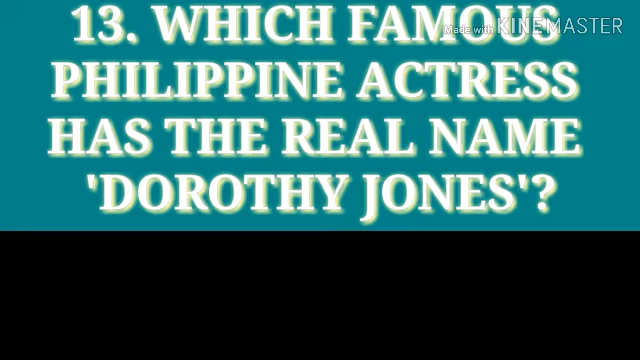 13. WHICH FAMOUS
Made with KINEMASTER
PHILIPPINE ACTRESS
HAS THE REAL NAME
'DOROTHY JONES'?